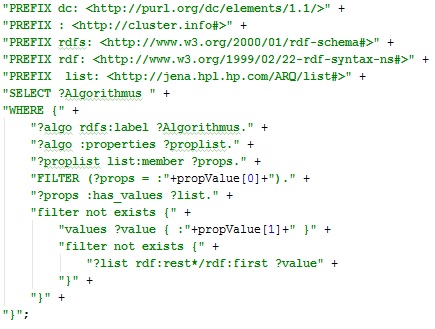 "PREFIX dc: <http://purl.org/dc/elements/1.1/>" +
"PREFIX : <http://cluster.info#>" +
"PREFIX rdfs: <http://www.w3.org/2000/01/rdf-schema#>" +
"PREFIX rdf: <http://www.w3.org/1999/02/22-rdf-syntax-ns#>" +
"PREFIX  list: <http://jena.hpl.hp.com/ARQ/list#>" +
"SELECT ?Algorithmus " +
"WHERE {" +
"?algo rdfs:label ?Algorithmus." +
"?algo :properties ?proplist." +
"?proplist list:member ?props." +
"FILTER (?props = :"+propValue[0]+")." +
"?props :has_values ?list." +
"filter not exists {" +
"values ?value { :"+propValue[1]+" }" +
"filter not exists {" +
"?list rdf:rest*/rdf:first ?value" +
"}" +
"}" +
"}";